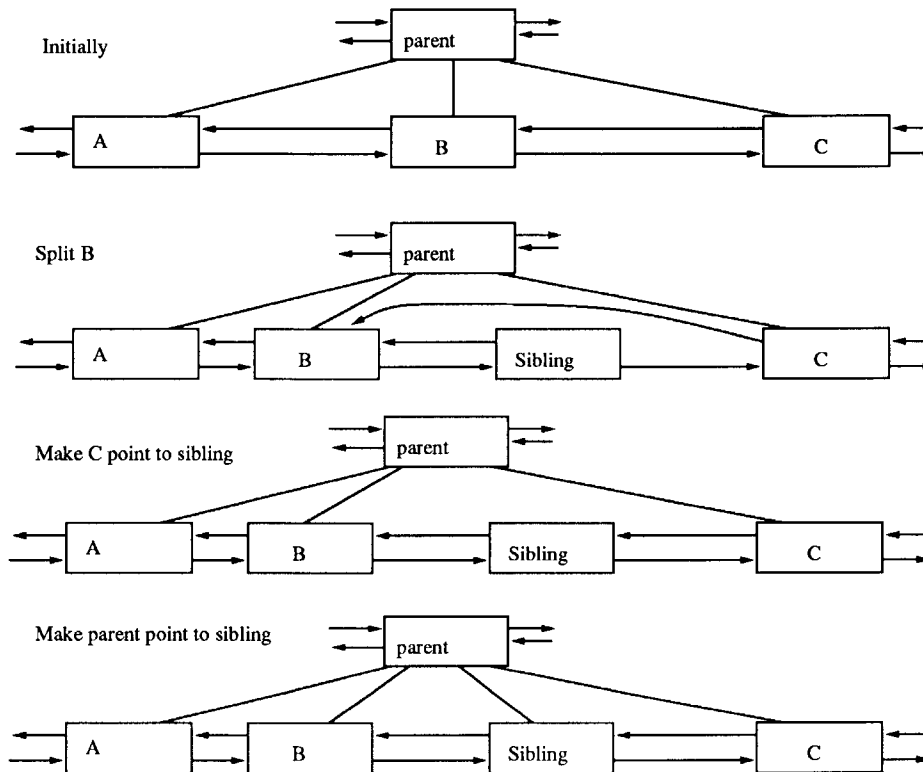 parent
Initially
A
B
C
parent
Split B
A
B
Sibling
C
parent
Make C point to sibling
A
B
Sibling
C
parent
Make parent point to sibling
A
B
Sibling
C